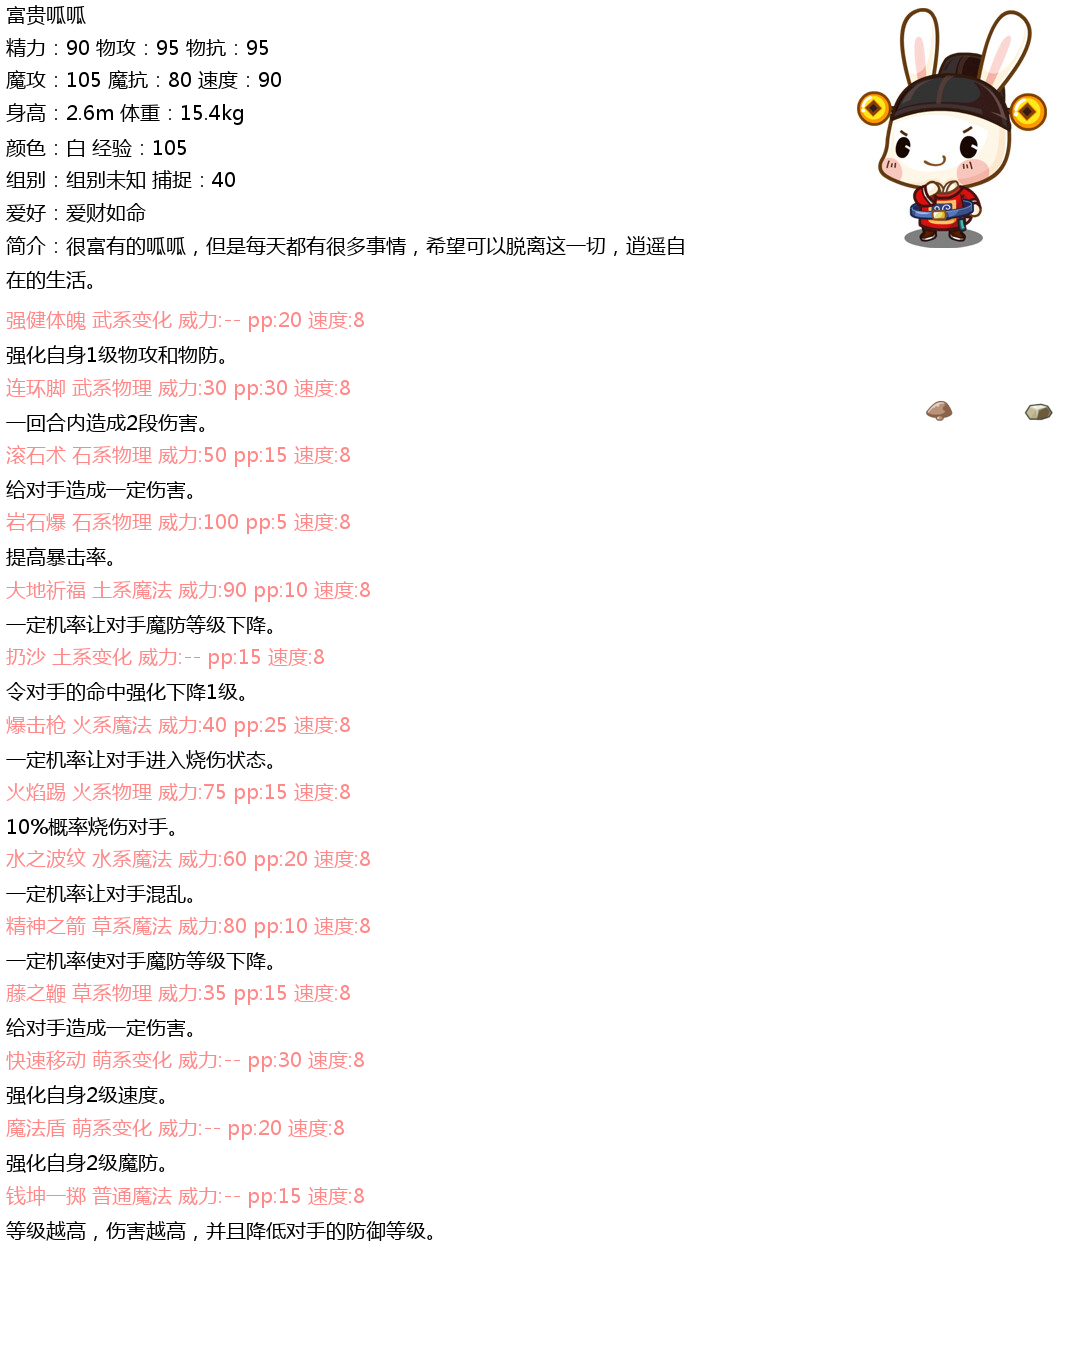 富贵呱呱
精力：90 物攻：95 物抗：95
魔攻：105 魔抗：80 速度：90
身高：2.6m 体重：15.4kg
颜色：白 经验：105
组别：组别未知 捕捉：40
爱好：爱财如命
简介：很富有的呱呱，但是每天都有很多事情，希望可以脱离这一切，逍遥自
在的生活。
强健体魄 武系变化 威力:-- pp:20 速度:8
强化自身1级物攻和物防。
连环脚 武系物理 威力:30 pp:30 速度:8
一回合内造成2段伤害。
滚石术 石系物理 威力:50 pp:15 速度:8
给对手造成一定伤害。
岩石爆 石系物理 威力:100 pp:5 速度:8
提高暴击率。
大地祈福 土系魔法 威力:90 pp:10 速度:8
一定机率让对手魔防等级下降。
扔沙 土系变化 威力:-- pp:15 速度:8
令对手的命中强化下降1级。
爆击枪 火系魔法 威力:40 pp:25 速度:8
一定机率让对手进入烧伤状态。
火焰踢 火系物理 威力:75 pp:15 速度:8
10%概率烧伤对手。
水之波纹 水系魔法 威力:60 pp:20 速度:8
一定机率让对手混乱。
精神之箭 草系魔法 威力:80 pp:10 速度:8
一定机率使对手魔防等级下降。
藤之鞭 草系物理 威力:35 pp:15 速度:8
给对手造成一定伤害。
快速移动 萌系变化 威力:-- pp:30 速度:8
强化自身2级速度。
魔法盾 萌系变化 威力:-- pp:20 速度:8
强化自身2级魔防。
钱坤一掷 普通魔法 威力:-- pp:15 速度:8
等级越高，伤害越高，并且降低对手的防御等级。